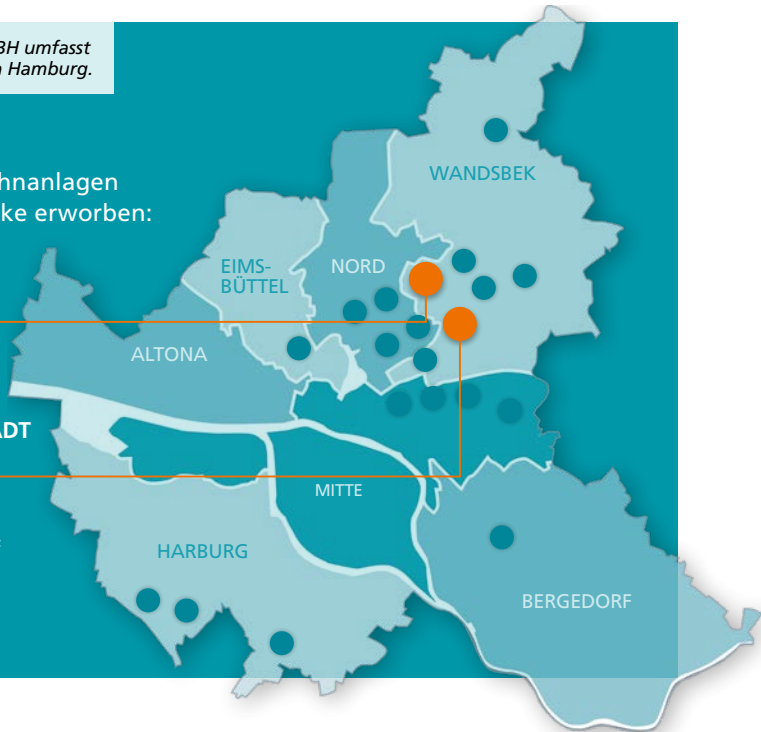 BH umfasst
Hamburg.
hnanlagen
ke erworben:
WANDSBEK
EIMS-
BÜTTEL
NORD
ALTONA
ADT
MITTE
HARBURG
BERGEDORF